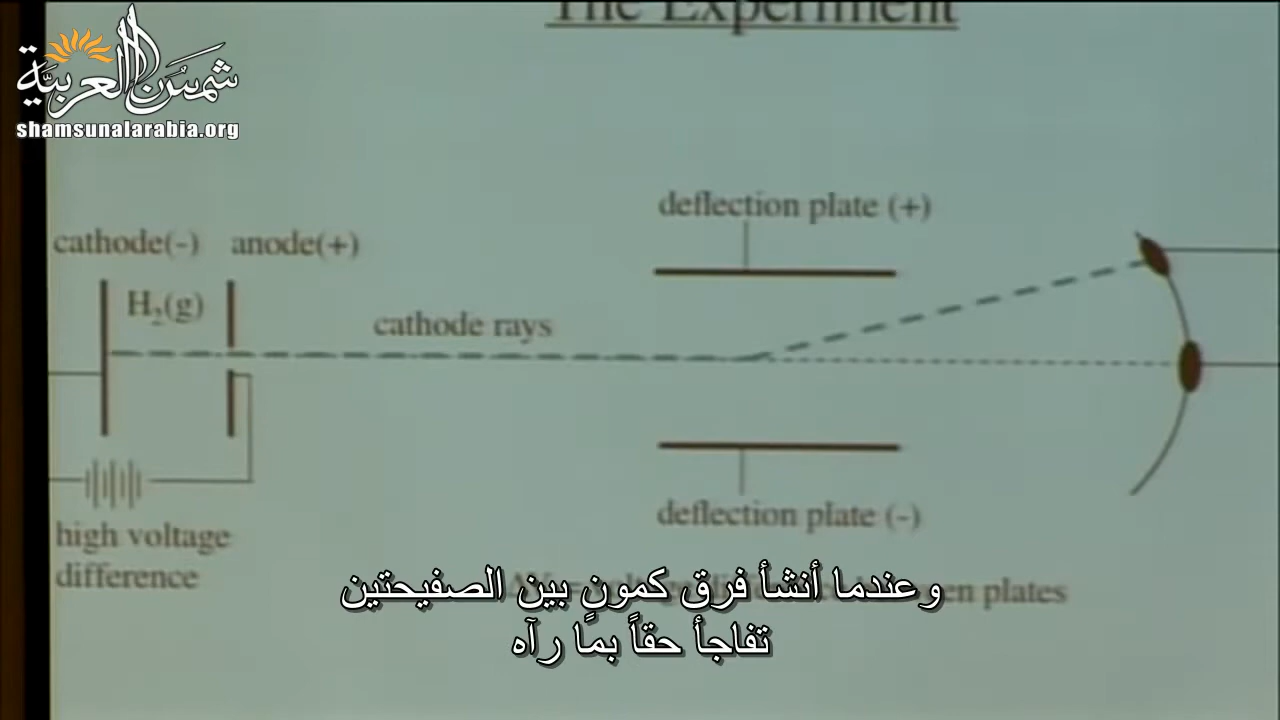 The Experiment
شمس العربية
shamsunalarabia.org
deflection plate (+)
cathode(-) anode(+)
H₂(g)
cathode rays
deflection plate (-)
high voltage
difference
plates
وعندما أنشأ فرق كمونٍ بين الصفيحتين
تفاجأ حقاً بما رآه